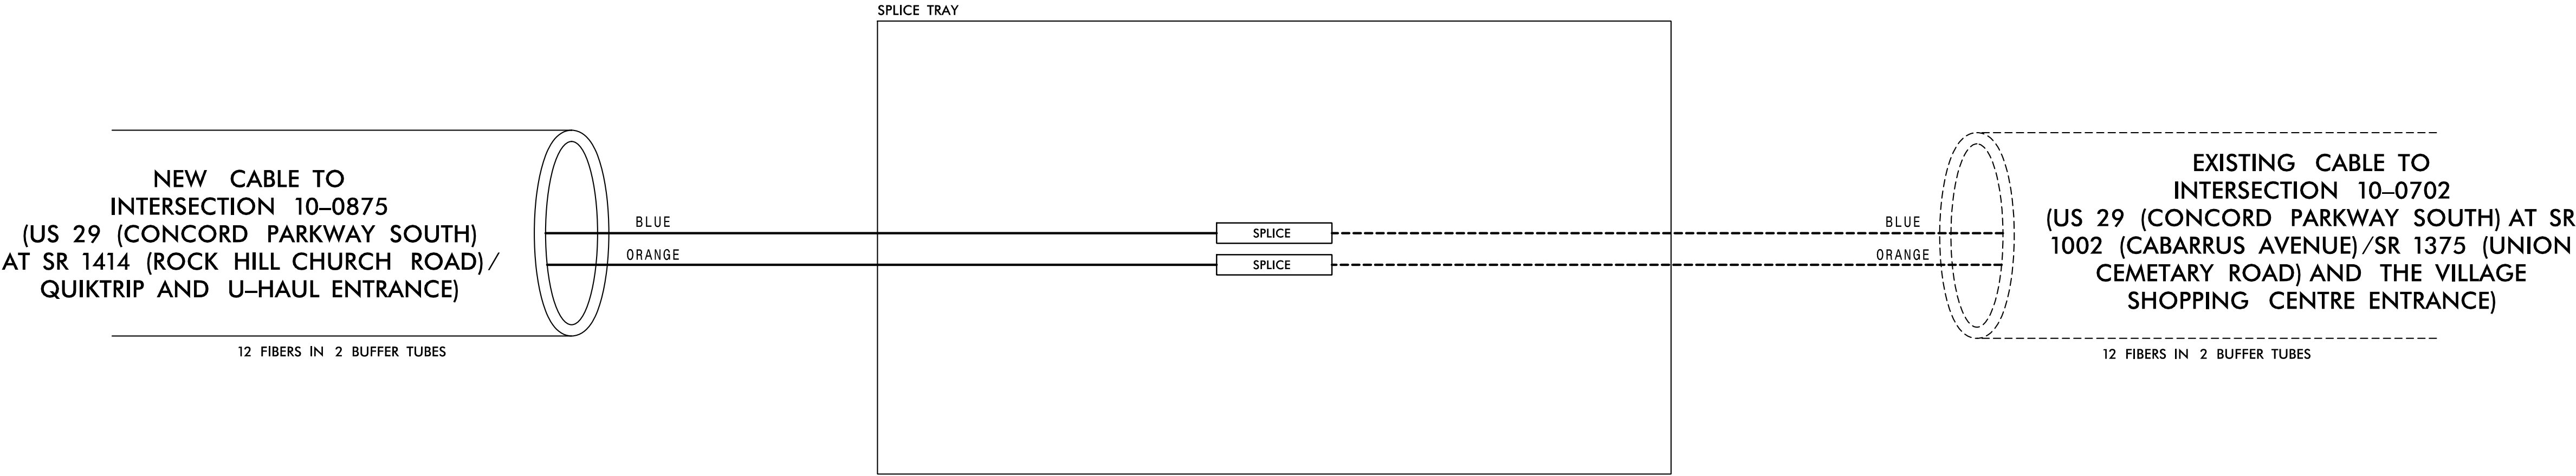 SPLICE TRAY
NEW CABLE TO
INTERSECTION 10–0875
(US 29 (CONCORD PARKWAY SOUTH)
AT SR 1414 (ROCK HILL CHURCH ROAD)/
QUIKTRIP AND U–HAUL ENTRANCE)
12 FIBERS IN 2 BUFFER TUBES
BLUE
ORANGE
SPLICE
SPLICE
BLUE
ORANGE
EXISTING CABLE TO
INTERSECTION 10–0702
(US 29 (CONCORD PARKWAY SOUTH) AT SR
1002 (CABARRUS AVENUE)/SR 1375 (UNION
CEMETARY ROAD) AND THE VILLAGE
SHOPPING CENTRE ENTRANCE)
12 FIBERS IN 2 BUFFER TUBES